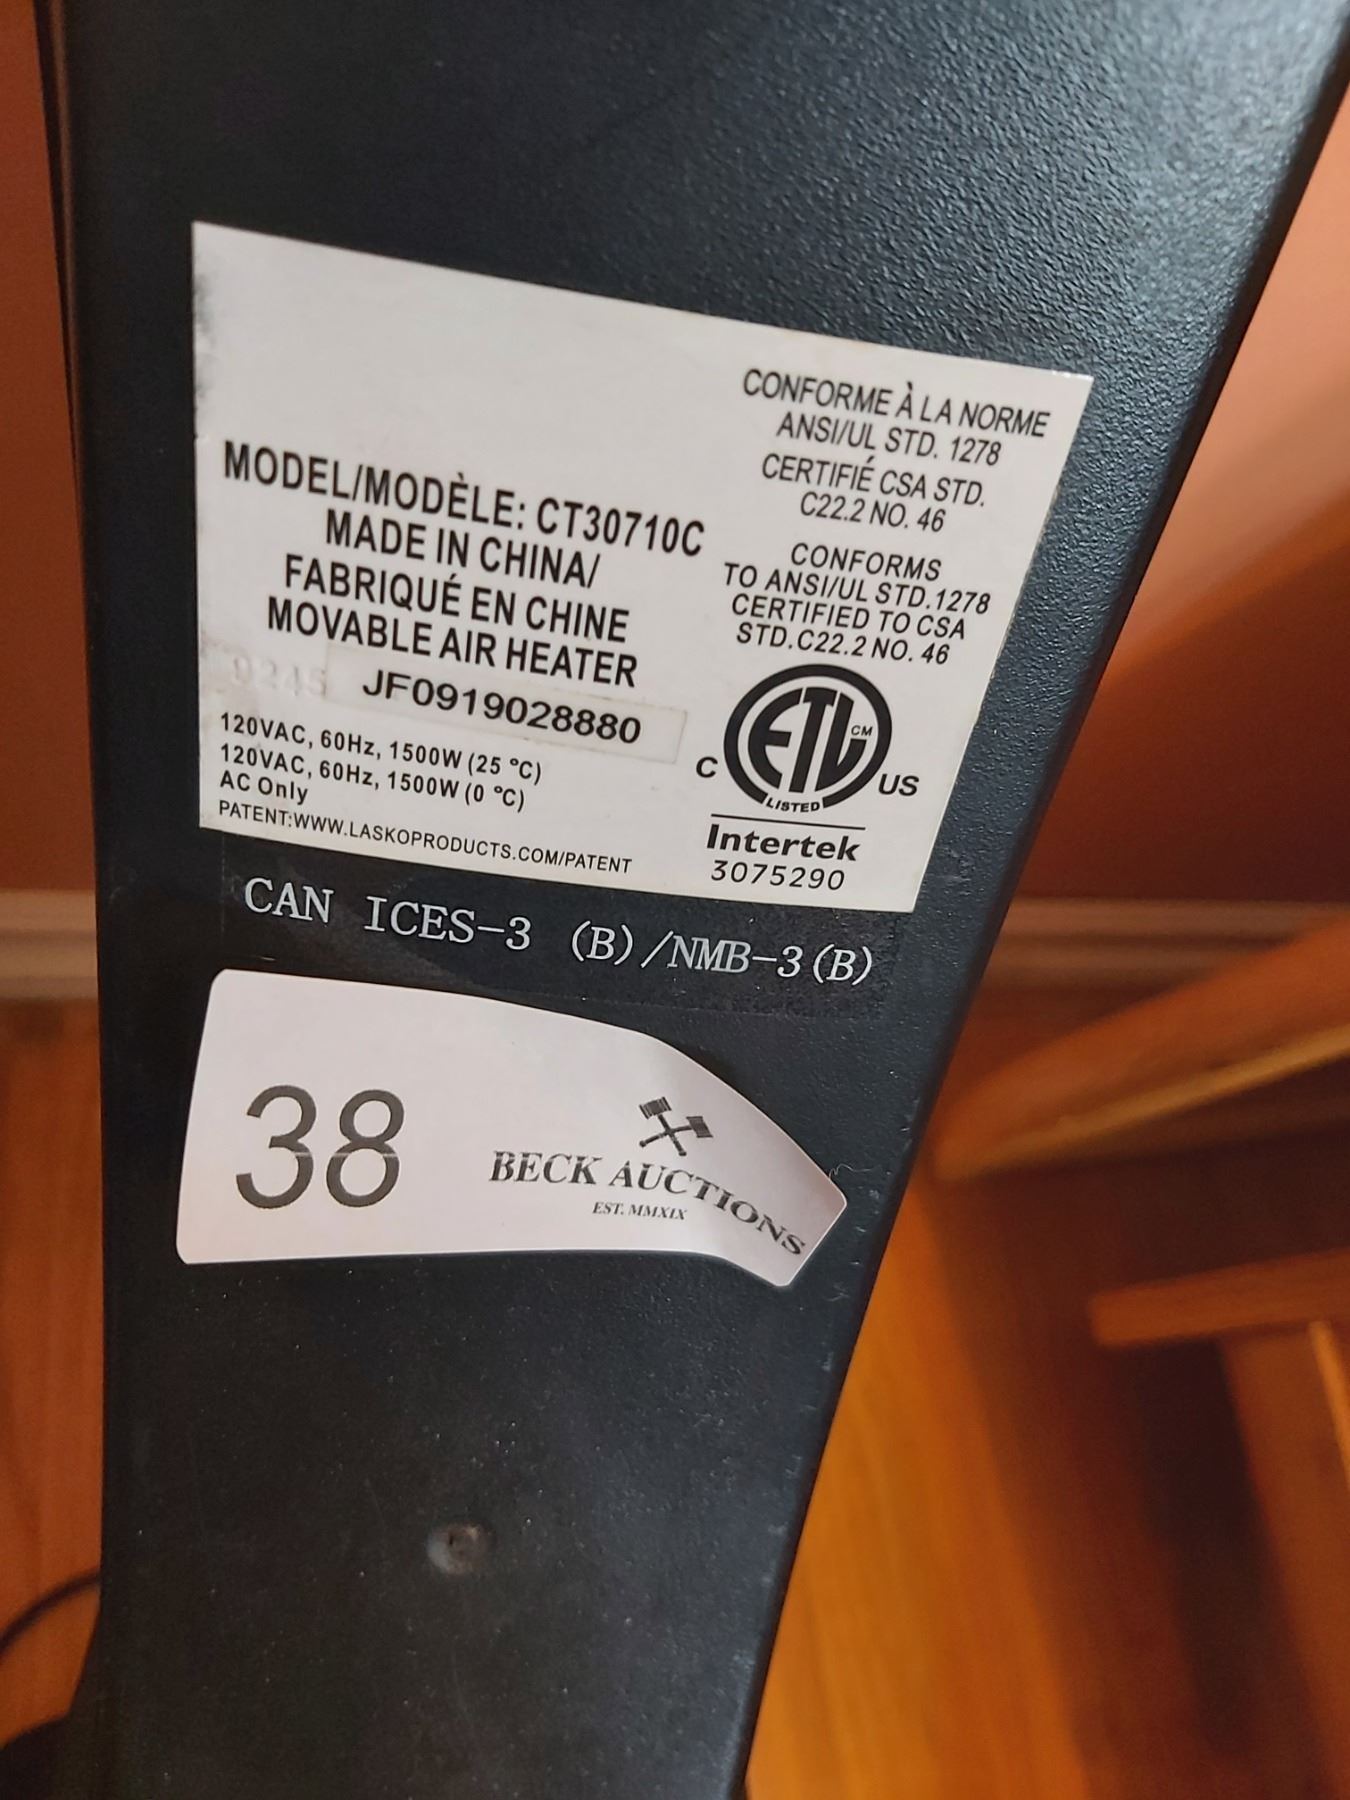 MODEL/MODÈLE: CT30710C
MADE IN CHINA/
FABRIQUÉ EN CHINE
MOVABLE AIR HEATER
0245 JF0919028880
120VAC, 60Hz, 1500W (25 °C)
120VAC, 60Hz, 1500W (0 °C)
AC Only
PATENT:WWW.LASKOPRODUCTS.COM/PATENT
CONFORME À LA NORME
ANSI/UL STD. 1278
CERTIFIÉ CSA STD.
C22.2 NO. 46
CONFORMS
TO ANSI/UL STD.1278
CERTIFIED TO CSA
STD.C22.2 NO. 46
C ETL CM US
LISTED
Intertek
3075290
CAN ICES-3 (B)/NMB-3(B)
38
BECK AUCTIONS
EST. MMXIX